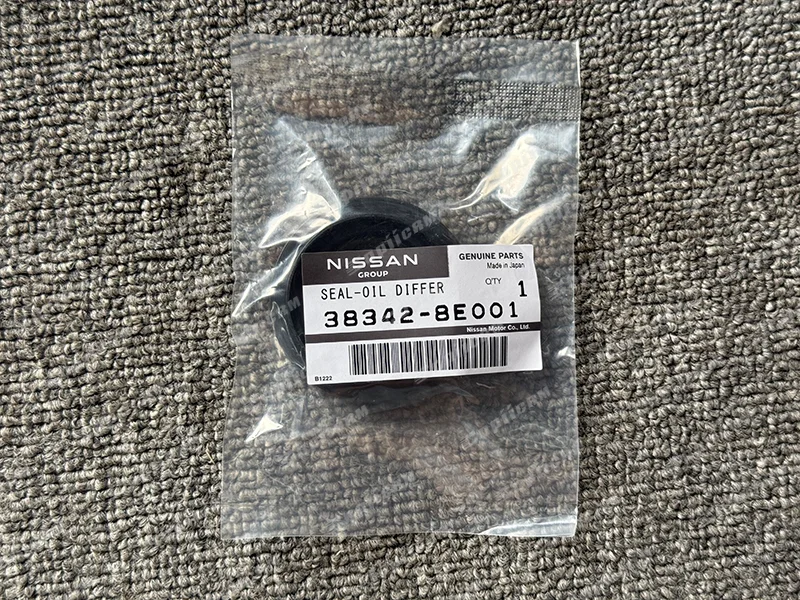 NISSAN
GROUP
GENUINE PARTS
Made in Japan
SEAL-OIL DIFFER
Q'TY 1
38342-8E001
Nissan Motor Co., Ltd.
B1222